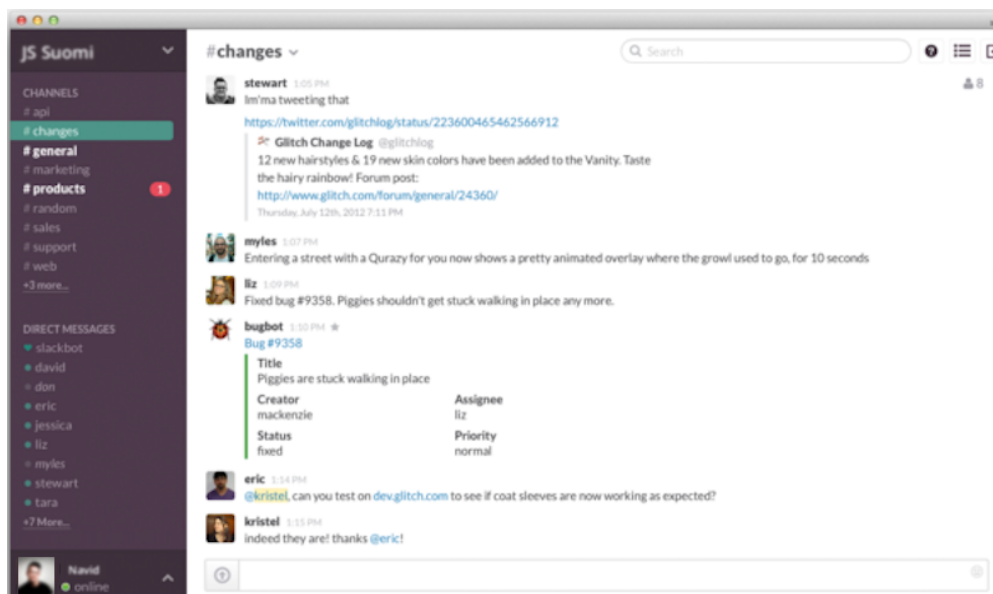 JS Suomi
CHANNELS
# api
# changes
# general
# marketing
# products 1
# random
# sales
# support
# web
+3 more...
DIRECT MESSAGES
slackbot
david
don
eric
jessica
liz
myles
stewart
tara
+7 More...
Navid
online
#changes
Search
8
stewart 1:05 PM
Im'ma tweeting that
https://twitter.com/glitchlog/status/223600465462566912
Glitch Change Log @glitchlog
12 new hairstyles & 19 new skin colors have been added to the Vanity. Taste
the hairy rainbow! Forum post:
http://www.glitch.com/forum/general/24360/
Thursday, July 12th, 2012 7:11 PM
myles 1:07 PM
Entering a street with a Qurazy for you now shows a pretty animated overlay where the growl used to go, for 10 seconds
liz 1:09 PM
Fixed bug #9358. Piggies shouldn't get stuck walking in place any more.
bugbot 1:10 PM
Bug #9358
Title
Piggies are stuck walking in place
Creator Assignee
mackenzie liz
Status Priority
fixed normal
eric 1:14 PM
@kristel, can you test on dev.glitch.com to see if coat sleeves are now working as expected?
kristel 1:15 PM
indeed they are! thanks @eric!